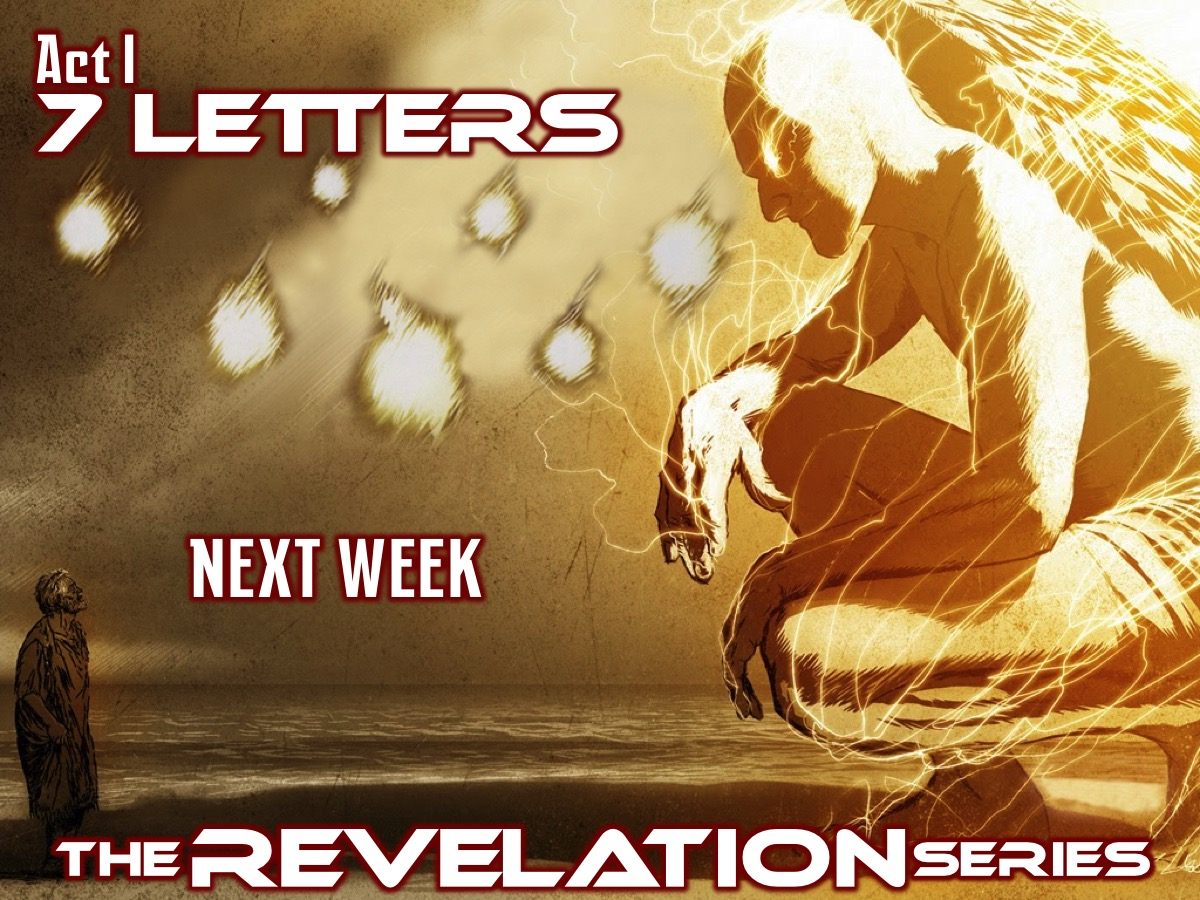 Act I
7 LETTERS
NEXT WEEK
THE REVELATION SERIES